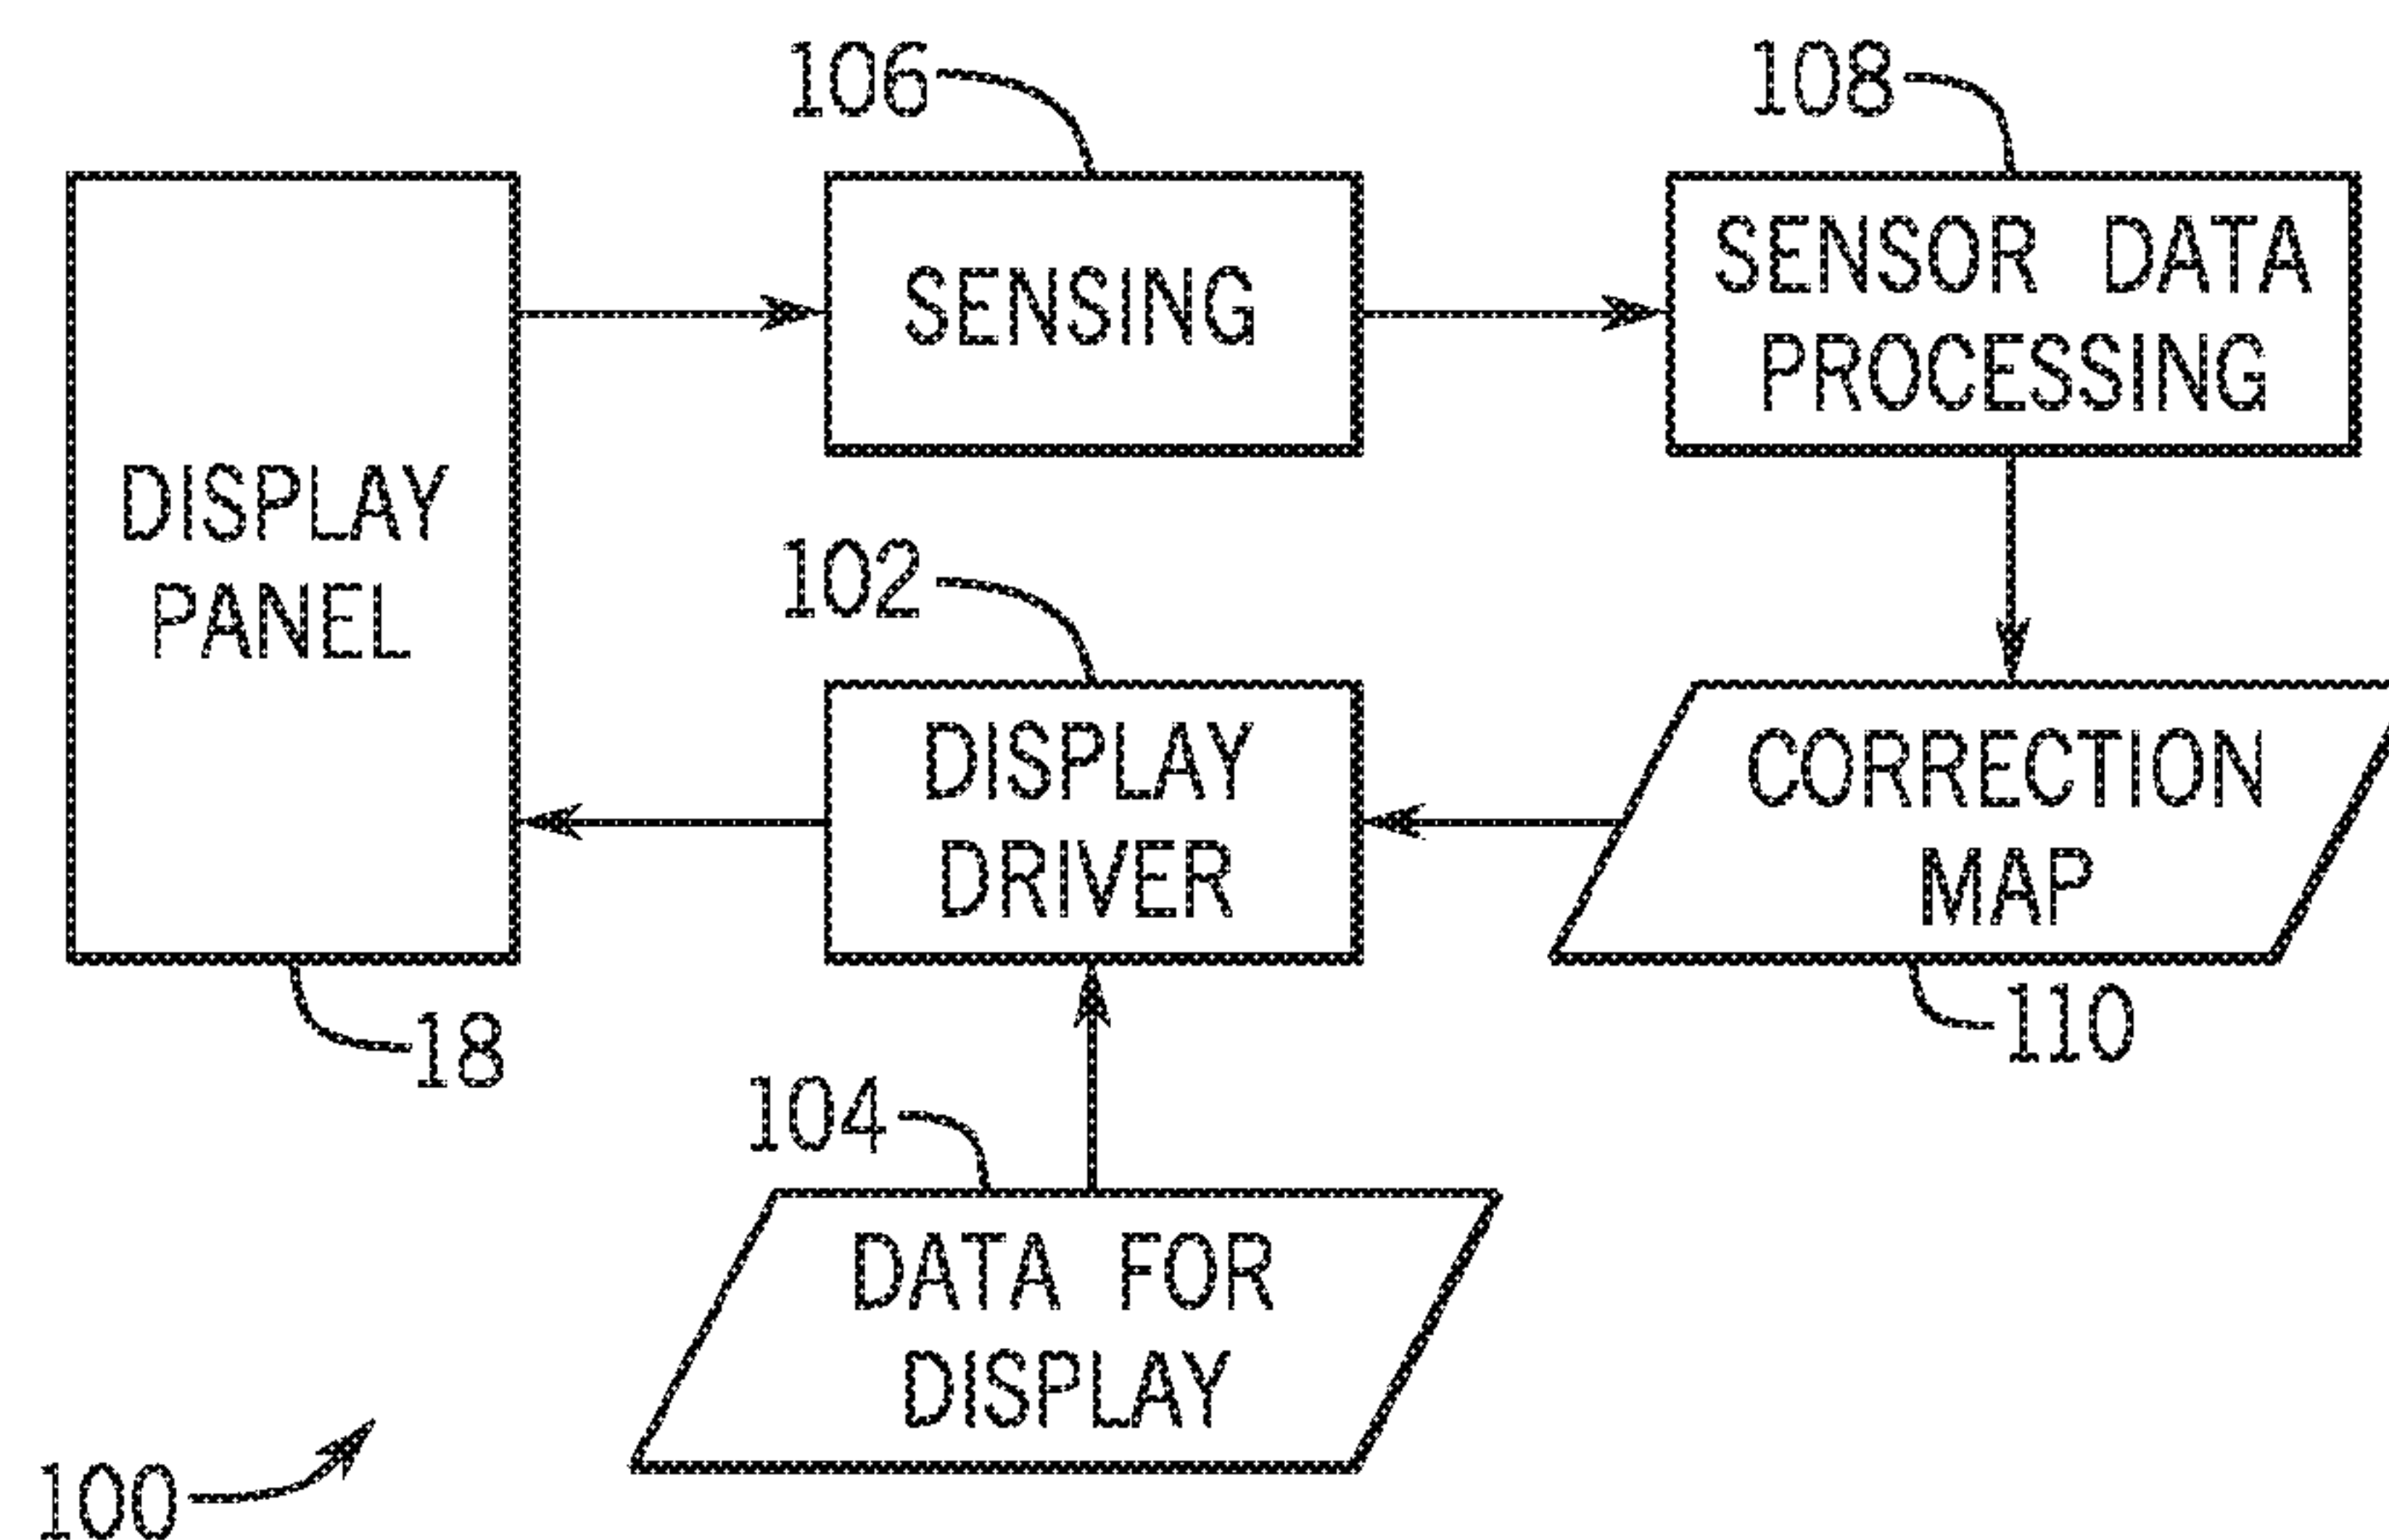 106
108
SENSING
SENSOR DATA
PROCESSING
DISPLAY
PANEL
102
DISPLAY
DRIVER
CORRECTION
MAP
18
110
104
DATA FOR
DISPLAY
100